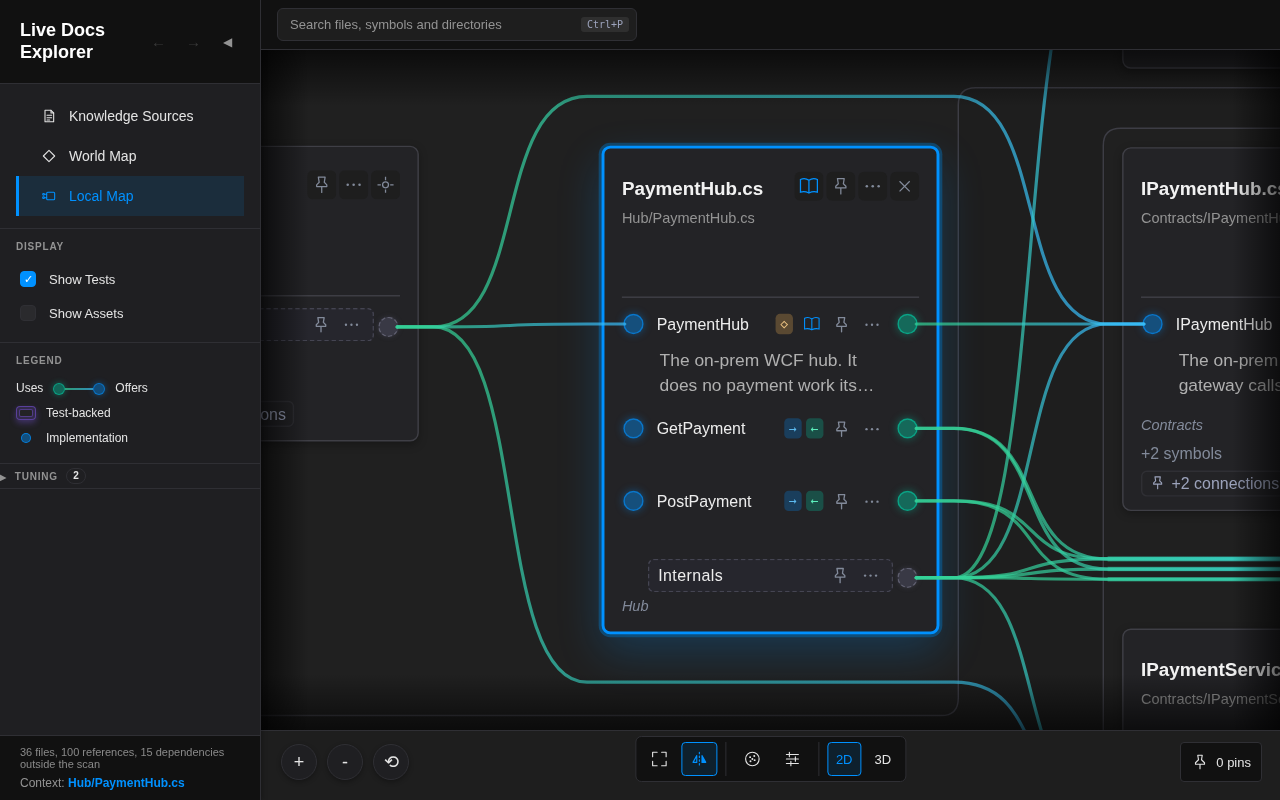 Live Docs
Explorer
← → ◀
Search files, symbols and directories
Ctrl+P
Knowledge Sources
World Map
Local Map
DISPLAY
✓ Show Tests
Show Assets
LEGEND
Uses Offers
Test-backed
Implementation
▶ TUNING 2
36 files, 100 references, 15 dependencies
outside the scan
Context: Hub/PaymentHub.cs
ons
PaymentHub.cs
Hub/PaymentHub.cs
PaymentHub
The on-prem WCF hub. It
does no payment work its…
GetPayment → ←
PostPayment → ←
Internals
Hub
IPaymentHub.cs
Contracts/IPaymentH
IPaymentHub
The on-prem
gateway calls
Contracts
+2 symbols
+2 connections
IPaymentServic
Contracts/IPaymentSe
+ - ⟲
2D 3D
0 pins